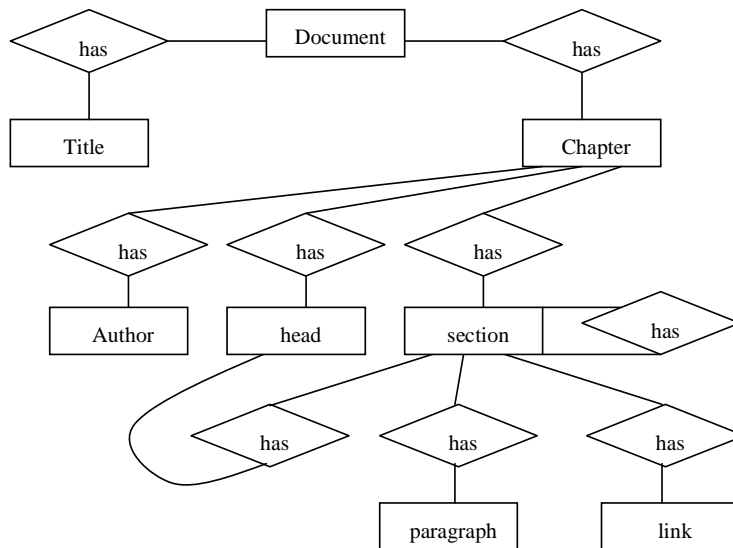 has
Document
has
Title
Chapter
has
has
has
Author
head
section
has
has
has
has
paragraph
link